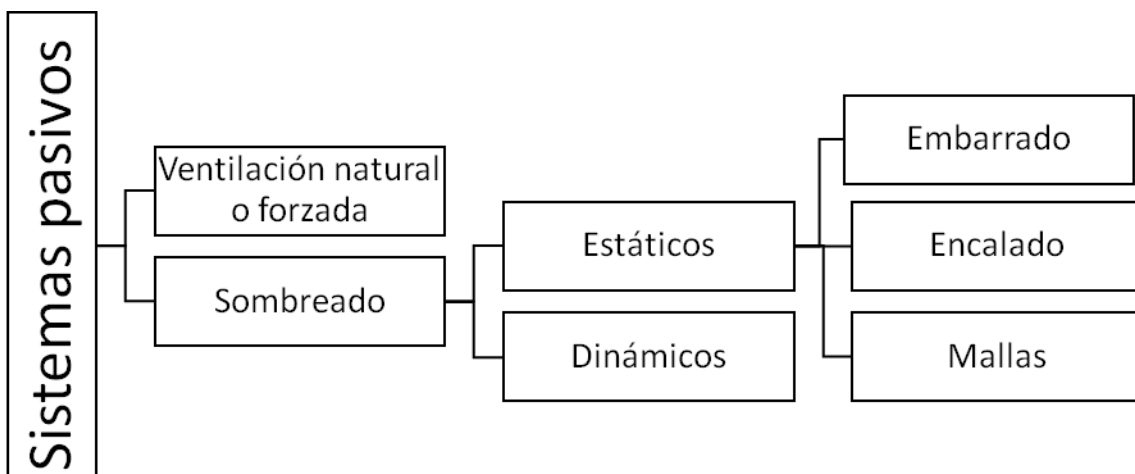 Sistemas pasivos
Ventilación natural
o forzada
Sombreado
Estáticos
Dinámicos
Embarrado
Encalado
Mallas